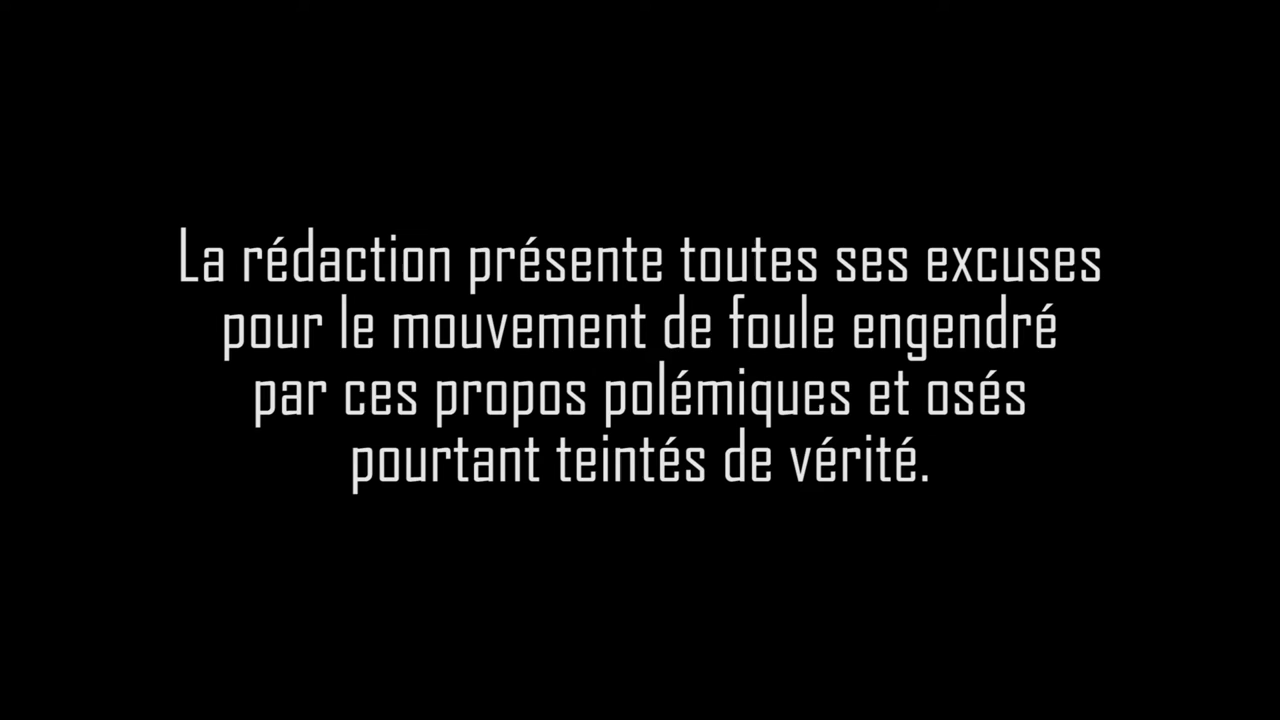 La rédaction présente toutes ses excuses
pour le mouvement de foule engendré
par ces propos polémiques et osés
pourtant teintés de vérité.